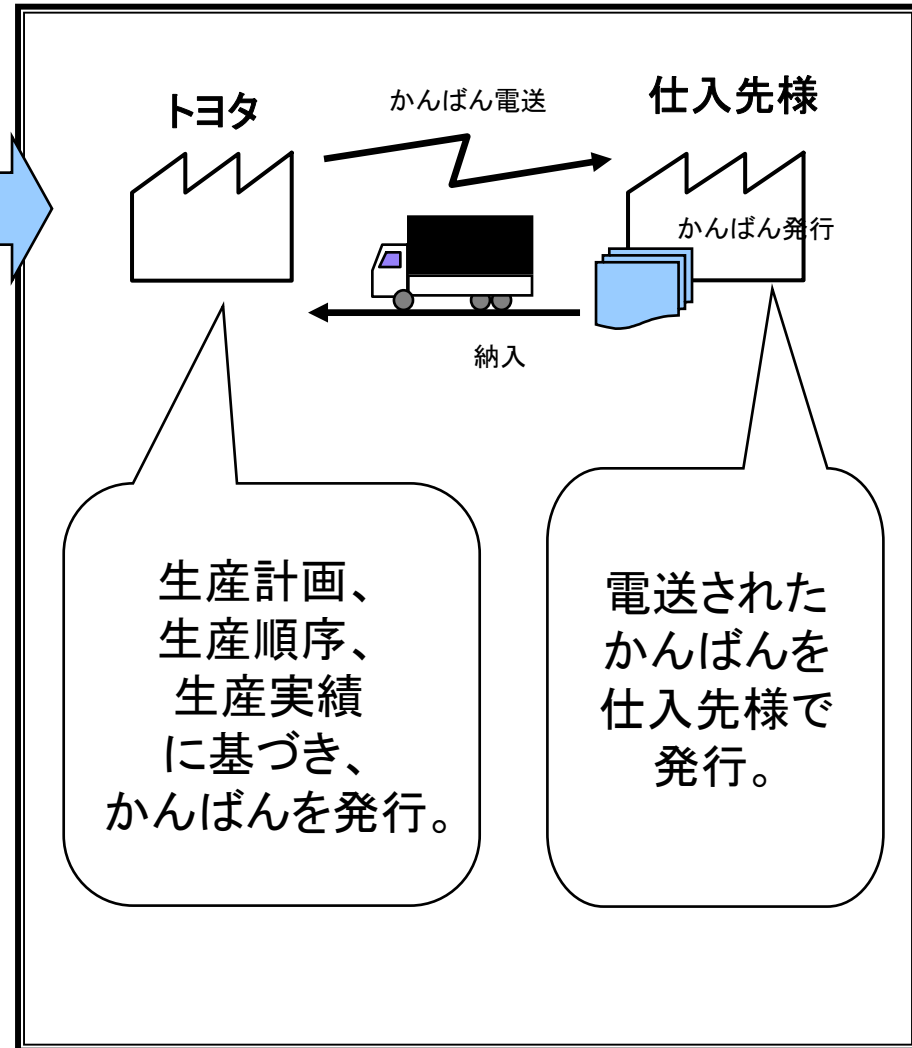 トヨタ
かんばん電送
仕入先様
かんばん発行
納入
生産計画、
生産順序、
生産実績
に基づき、
かんばんを発行。
電送された
かんばんを
仕入先様で
発行。